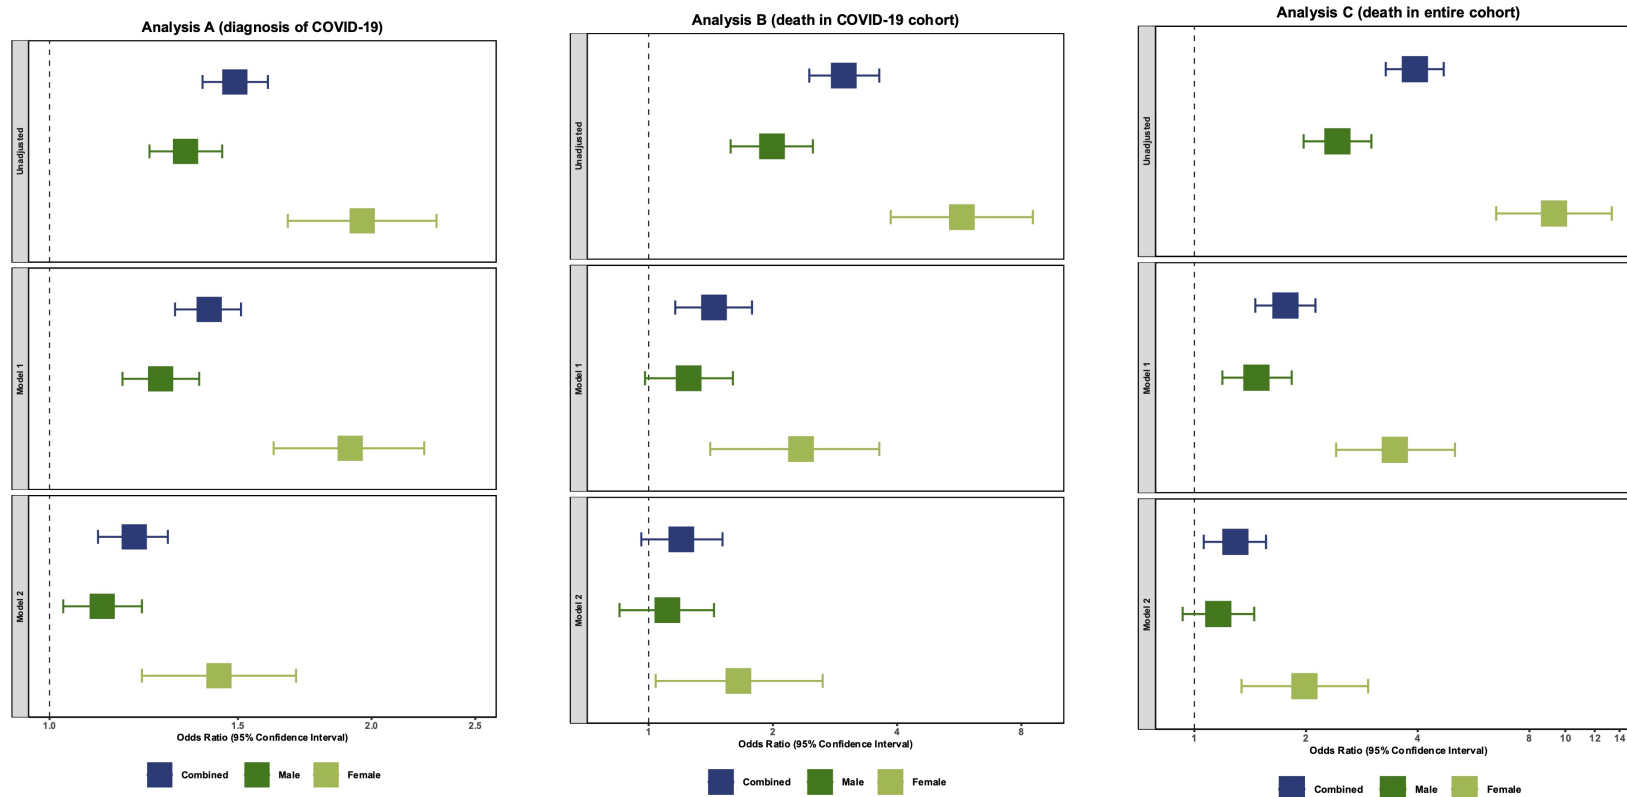 Analysis A (diagnosis of COVID-19)
Unadjusted
Model 1
Model 2
1.0 1.5 2.0 2.5
Odds Ratio (95% Confidence Interval)
Combined Male Female
Analysis B (death in COVID-19 cohort)
Unadjusted
Model 1
Model 2
1 2 4 8
Odds Ratio (95% Confidence Interval)
Combined Male Female
Analysis C (death in entire cohort)
Unadjusted
Model 1
Model 2
1 2 4 8 10 12 14
Odds Ratio (95% Confidence Interval)
Combined Male Female